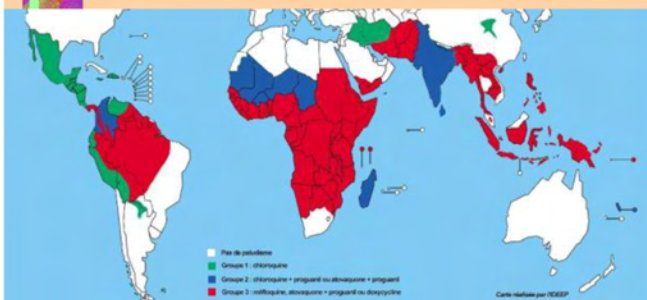 Pas de paludisme
Groupe 1 : chloroquine
Groupe 2 : chloroquine + proguanil ou atovaquone + proguanil
Groupe 3 : méfloquine, atovaquone + proguanil ou doxycycline
Carte réalisée par l'IDEEP